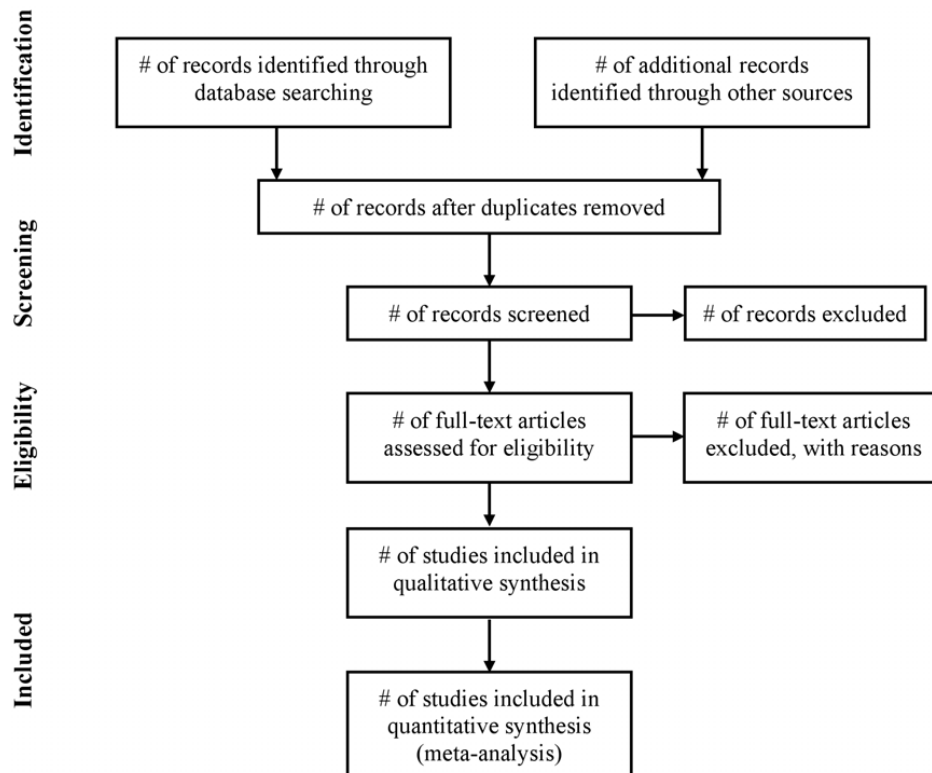 Identification
# of records identified through
database searching
# of additional records
identified through other sources
# of records after duplicates removed
Screening
# of records screened
# of records excluded
Eligibility
# of full-text articles
assessed for eligibility
# of full-text articles
excluded, with reasons
Included
# of studies included in
qualitative synthesis
# of studies included in
quantitative synthesis
(meta-analysis)